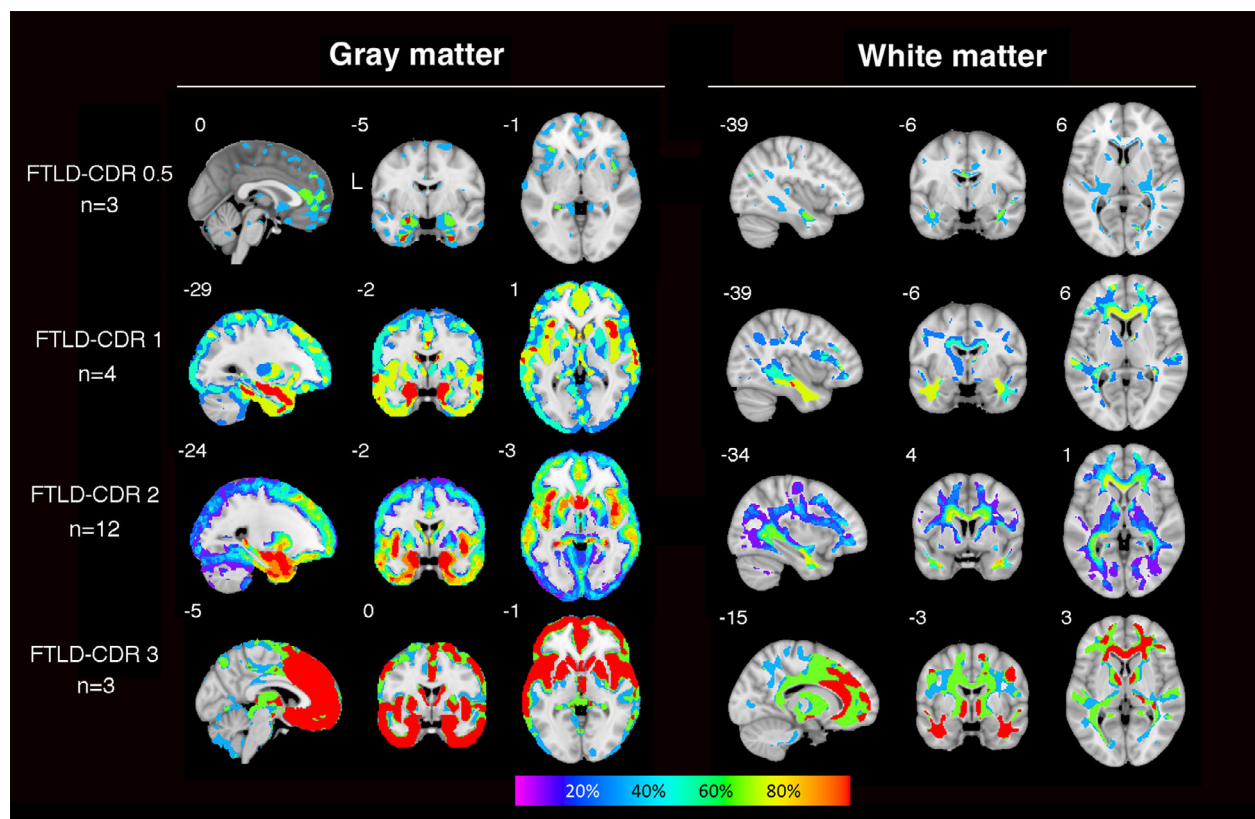 Gray matter
White matter
FTLD-CDR 0.5
n=3
0
-5
-1
L
-39
-6
6
FTLD-CDR 1
n=4
-29
-2
1
-39
-6
6
FTLD-CDR 2
n=12
-24
-2
-3
-34
4
1
FTLD-CDR 3
n=3
-5
0
-1
-15
-3
3
20% 40% 60% 80%